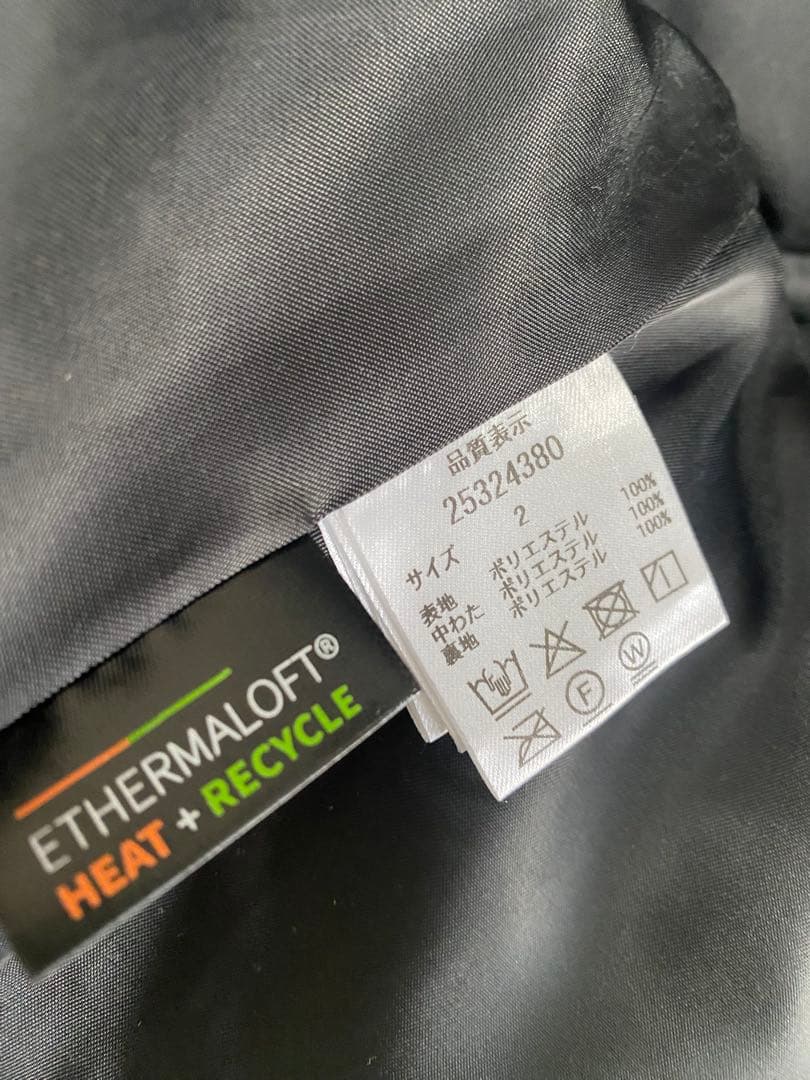 品質表示
25324380
サイズ 2
表地 ポリエステル 100%
中わた ポリエステル 100%
裏地 ポリエステル 100%
F W
ETHERMALOFT®
HEAT + RECYCLE